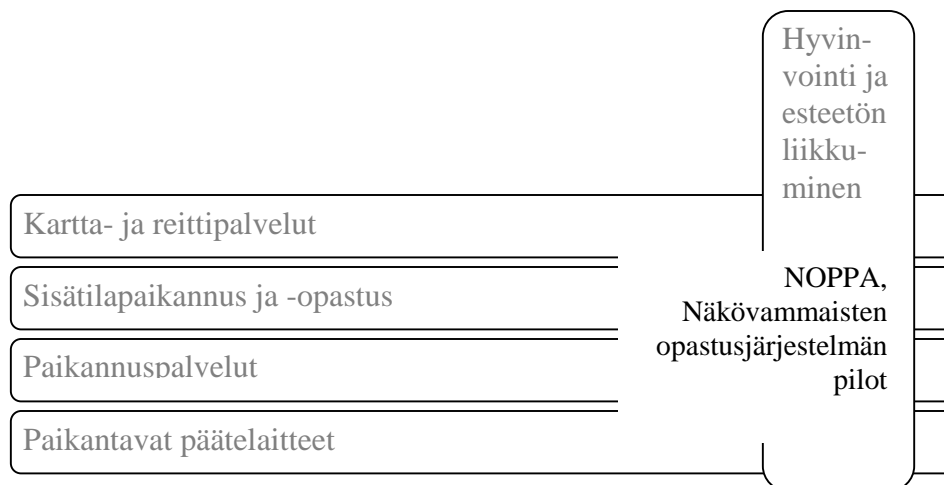 Hyvin-
vointi ja
esteetön
liikku-
minen
Kartta- ja reittipalvelut
Sisätilapaikannus ja -opastus
Paikannuspalvelut
Paikantavat päätelaitteet
NOPPA,
Näkövammaisten
opastusjärjestelmän
pilot